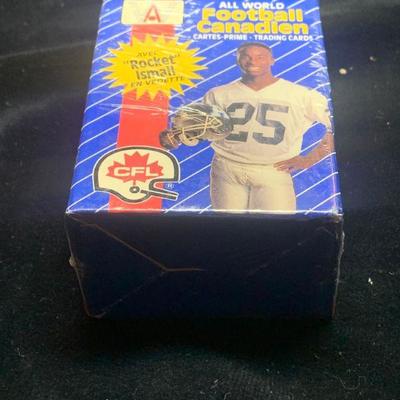 A
ALL WORLD
Football
Canadien
CARTES-PRIME • TRADING CARDS
AVEC
"Rocket"
Ismail
EN VEDETTE
25
CFL
®